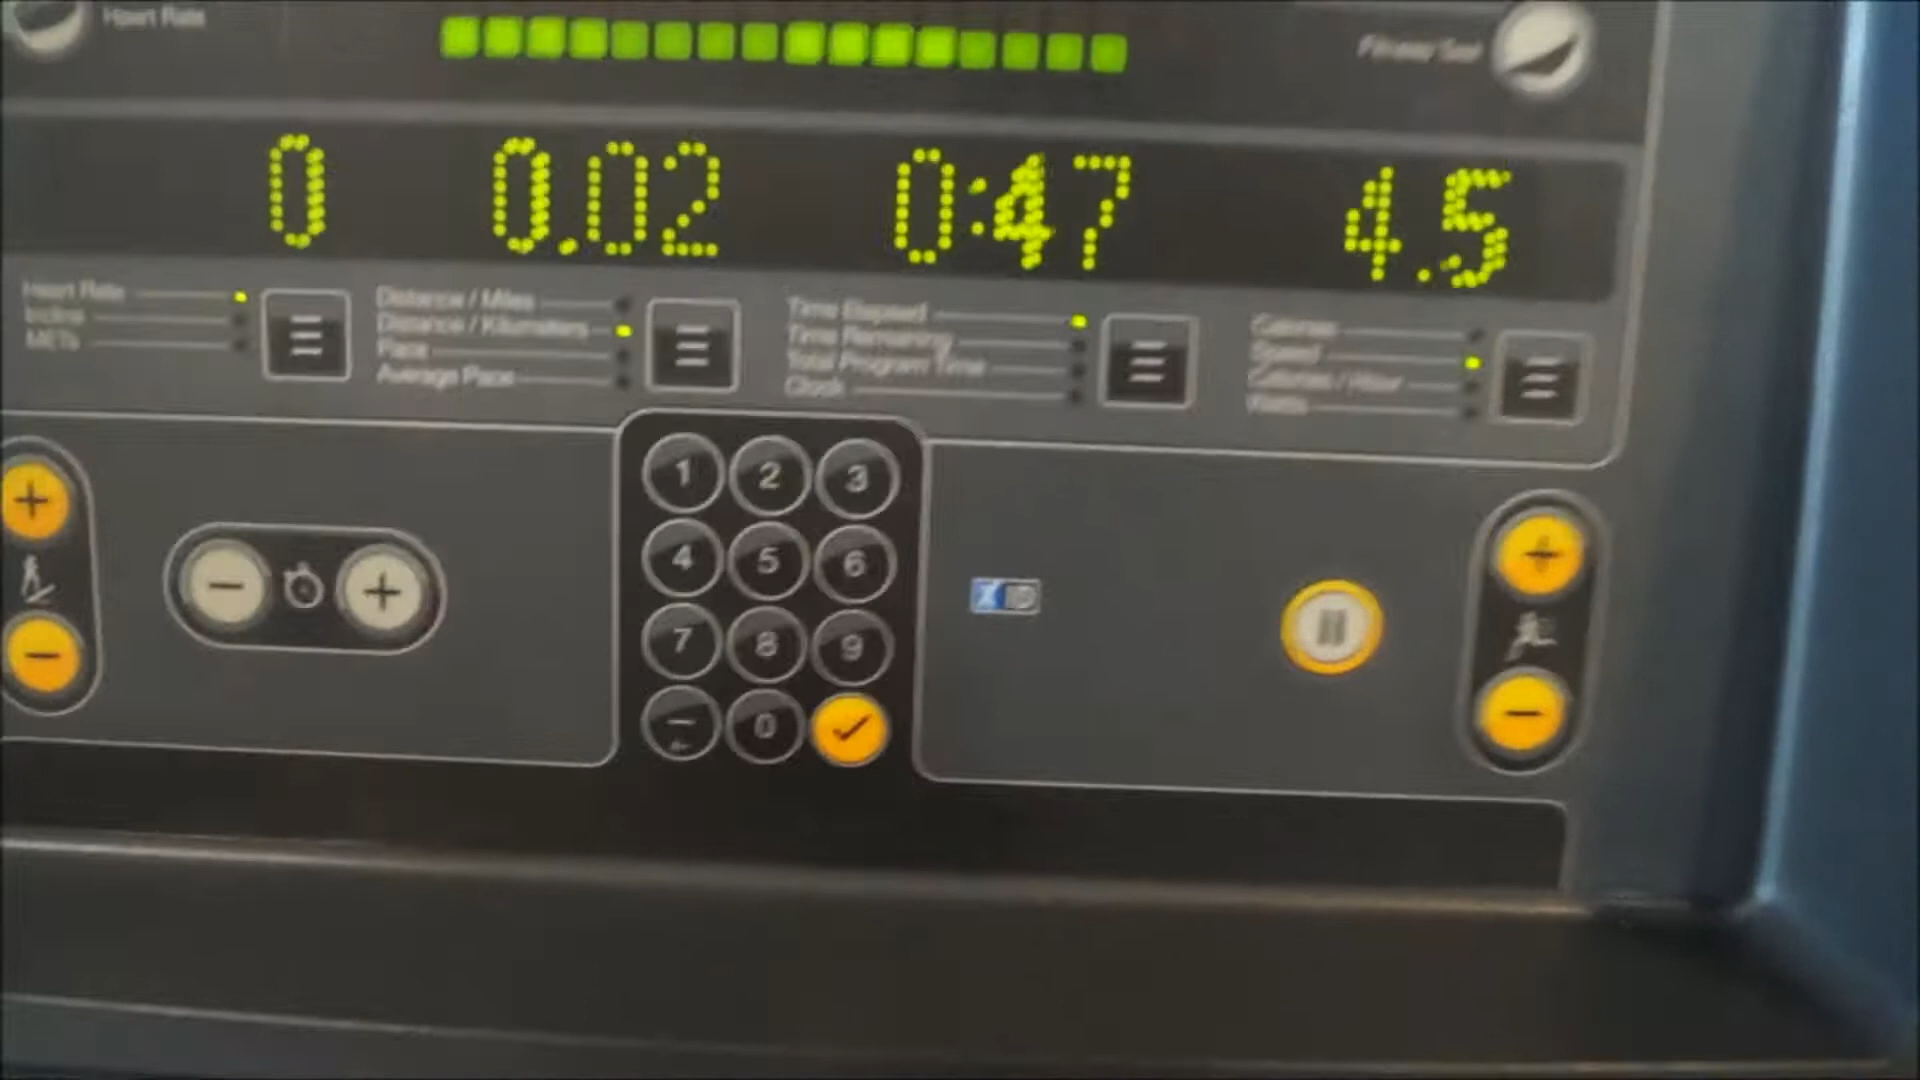 Heart Rate
Fitness Test
0 0.02 0:47 4.5
Heart Rate
Incline
METs
Distance / Miles
Distance / Kilometers
Pace
Average Pace
Time Elapsed
Time Remaining
Total Program Time
Clock
Calories
Speed
Calories / Hour
Watts
1 2 3
4 5 6
7 8 9
0